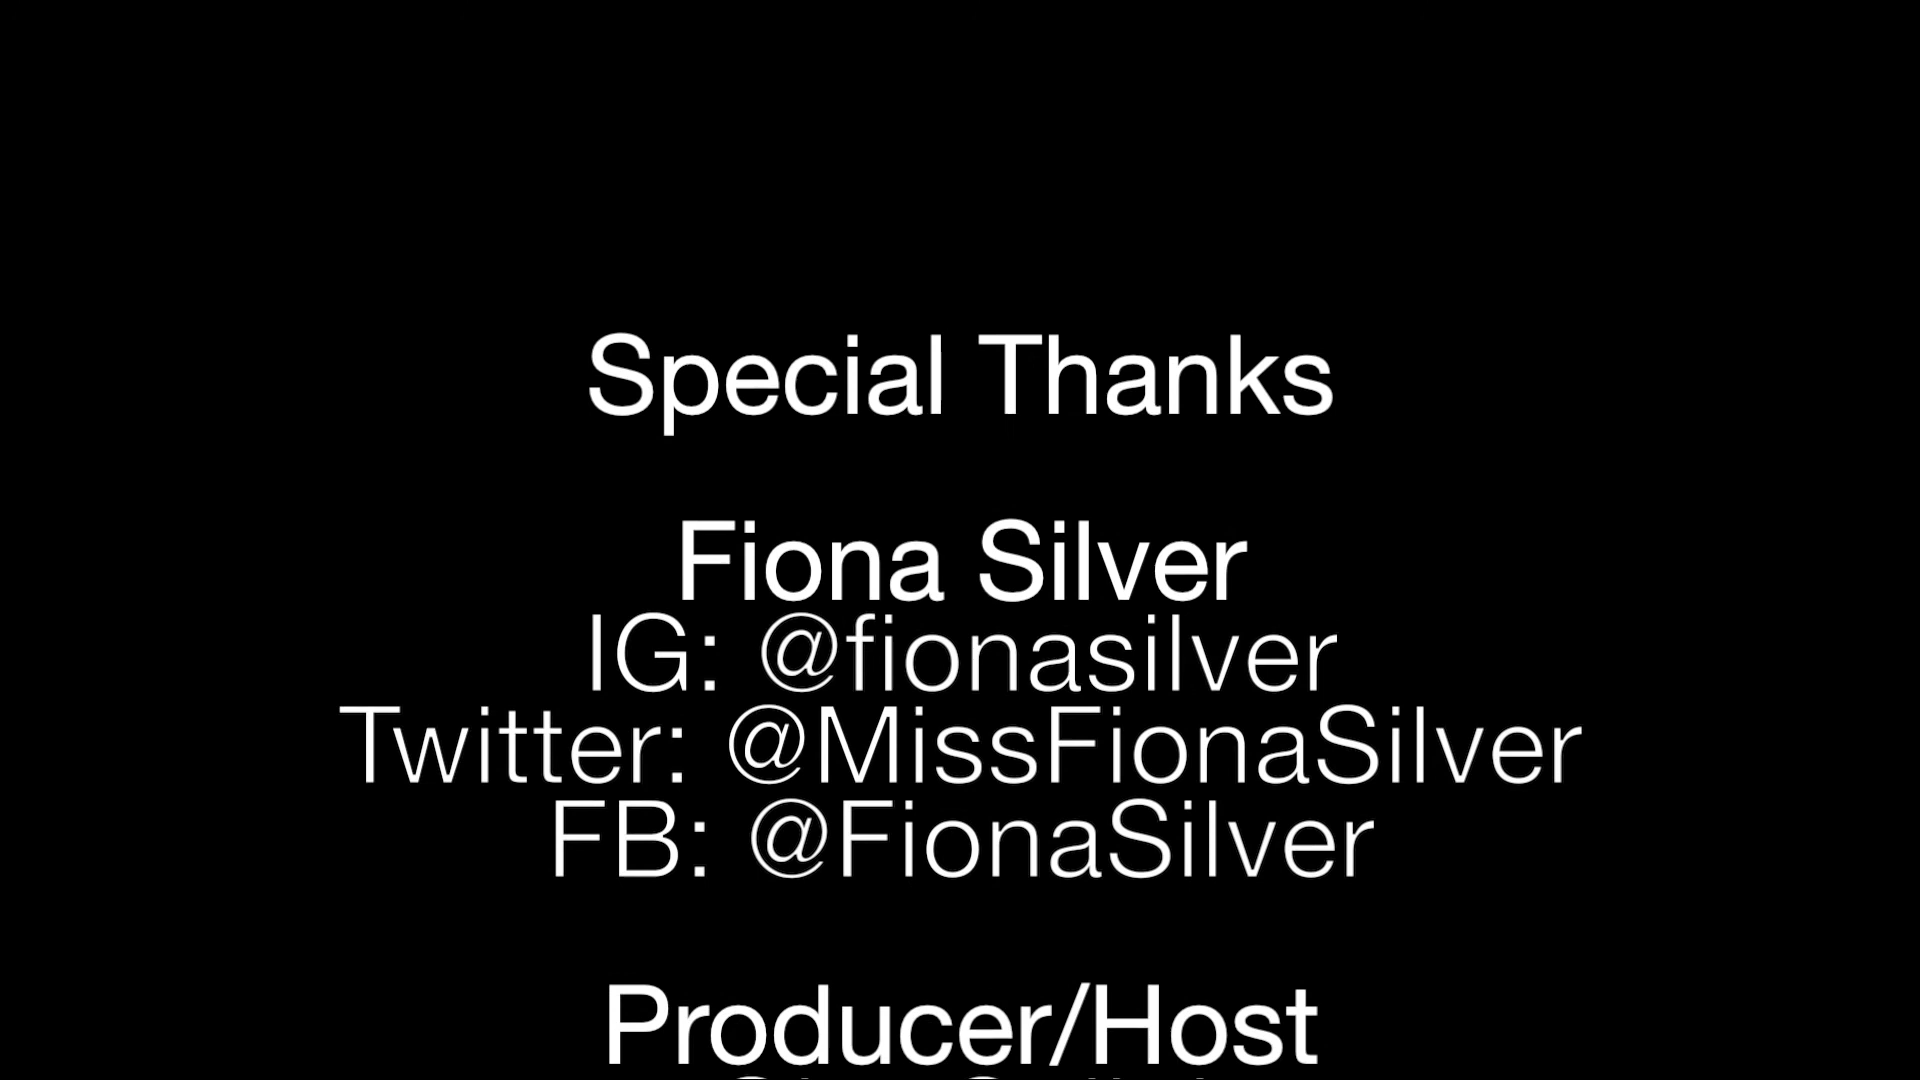 Special Thanks
Fiona Silver
IG: @fionasilver
Twitter: @MissFionaSilver
FB: @FionaSilver
Producer/Host